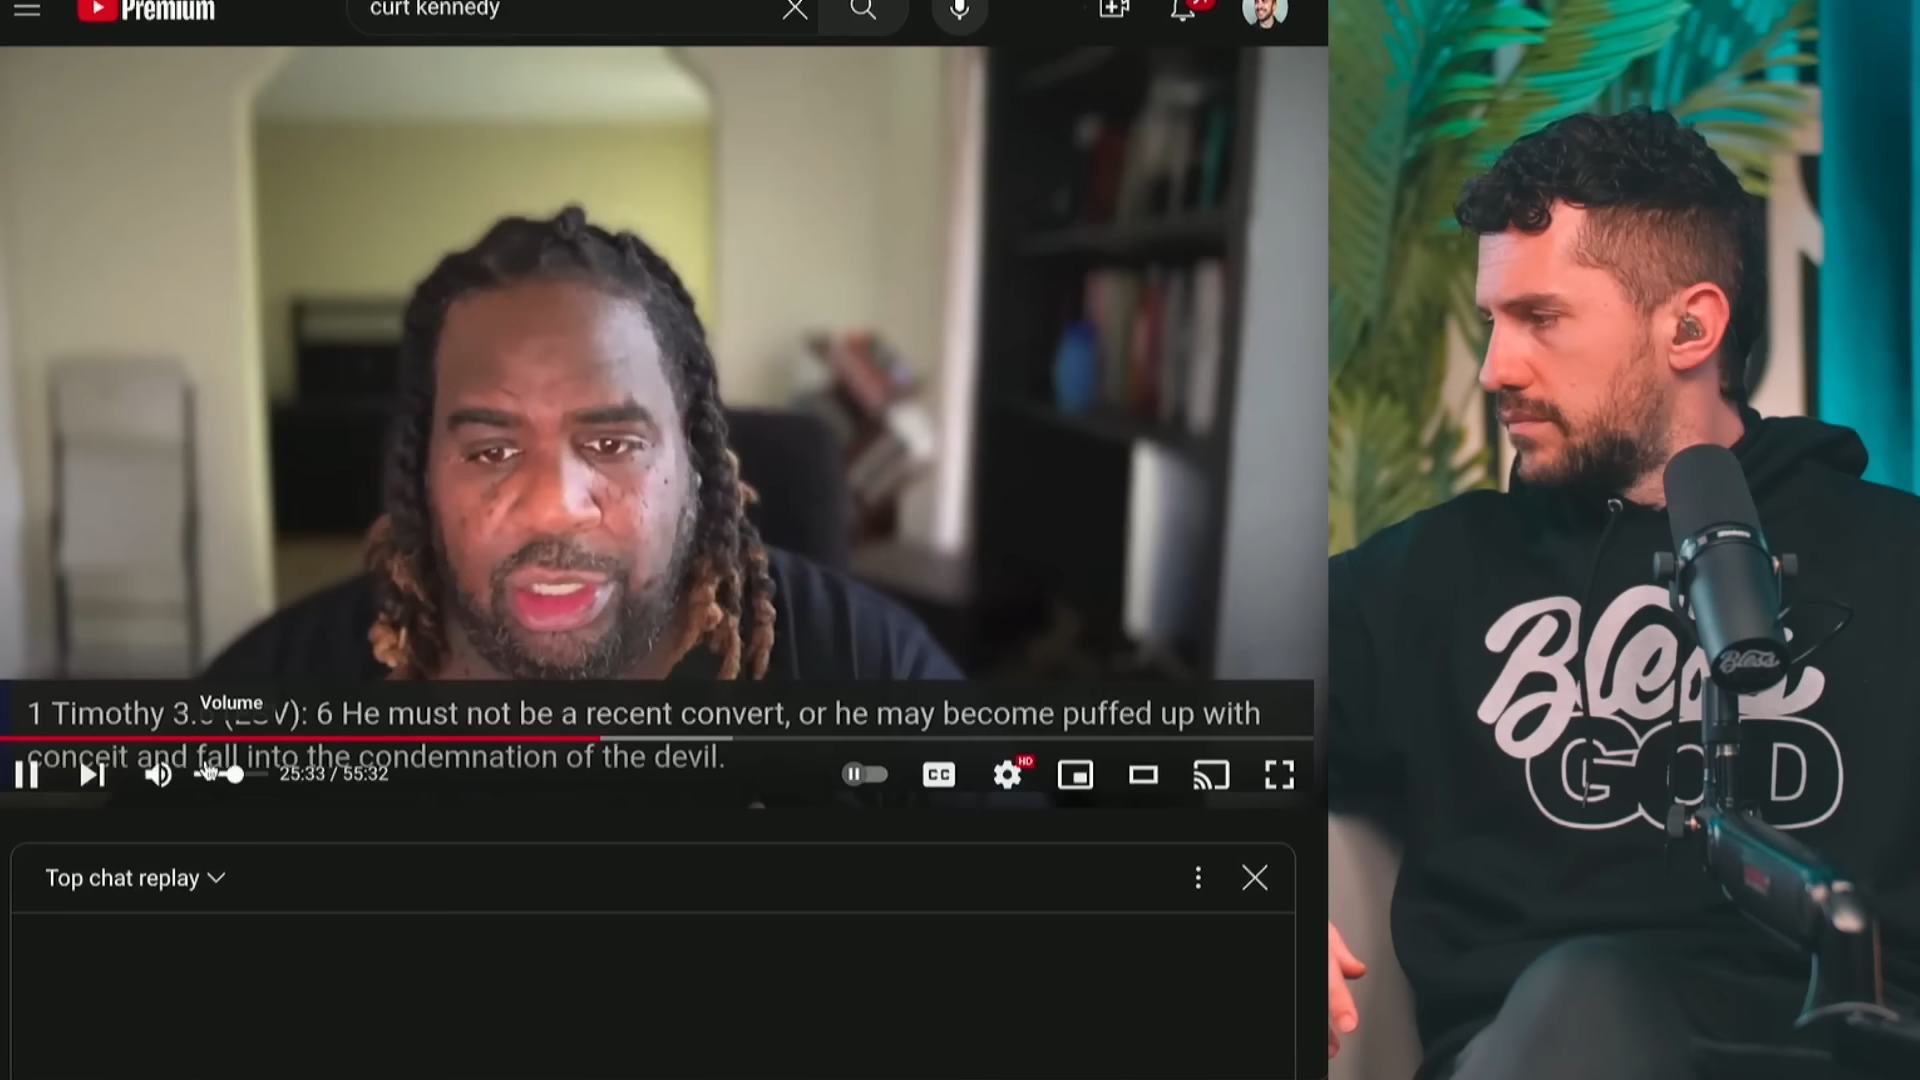 Premium
curt kennedy
Volume
1 Timothy 3. V): 6 He must not be a recent convert, or he may become puffed up with
conceit and fall into the condemnation of the devil.
25:33 / 55:32
CC
HD
Top chat replay
Bless
GOD
Bless